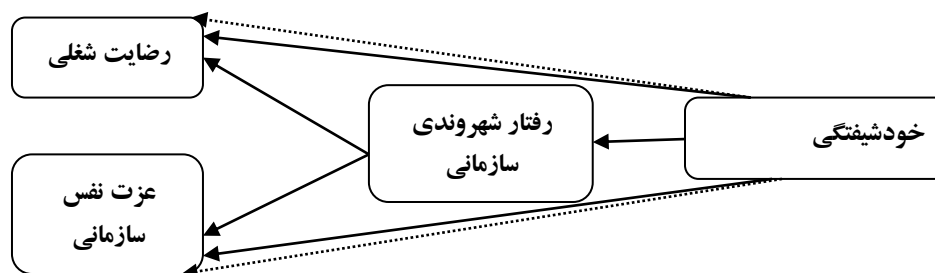 خودشیفتگی
رفتار شهروندی
سازمانی
رضایت شغلی
عزت نفس
سازمانی